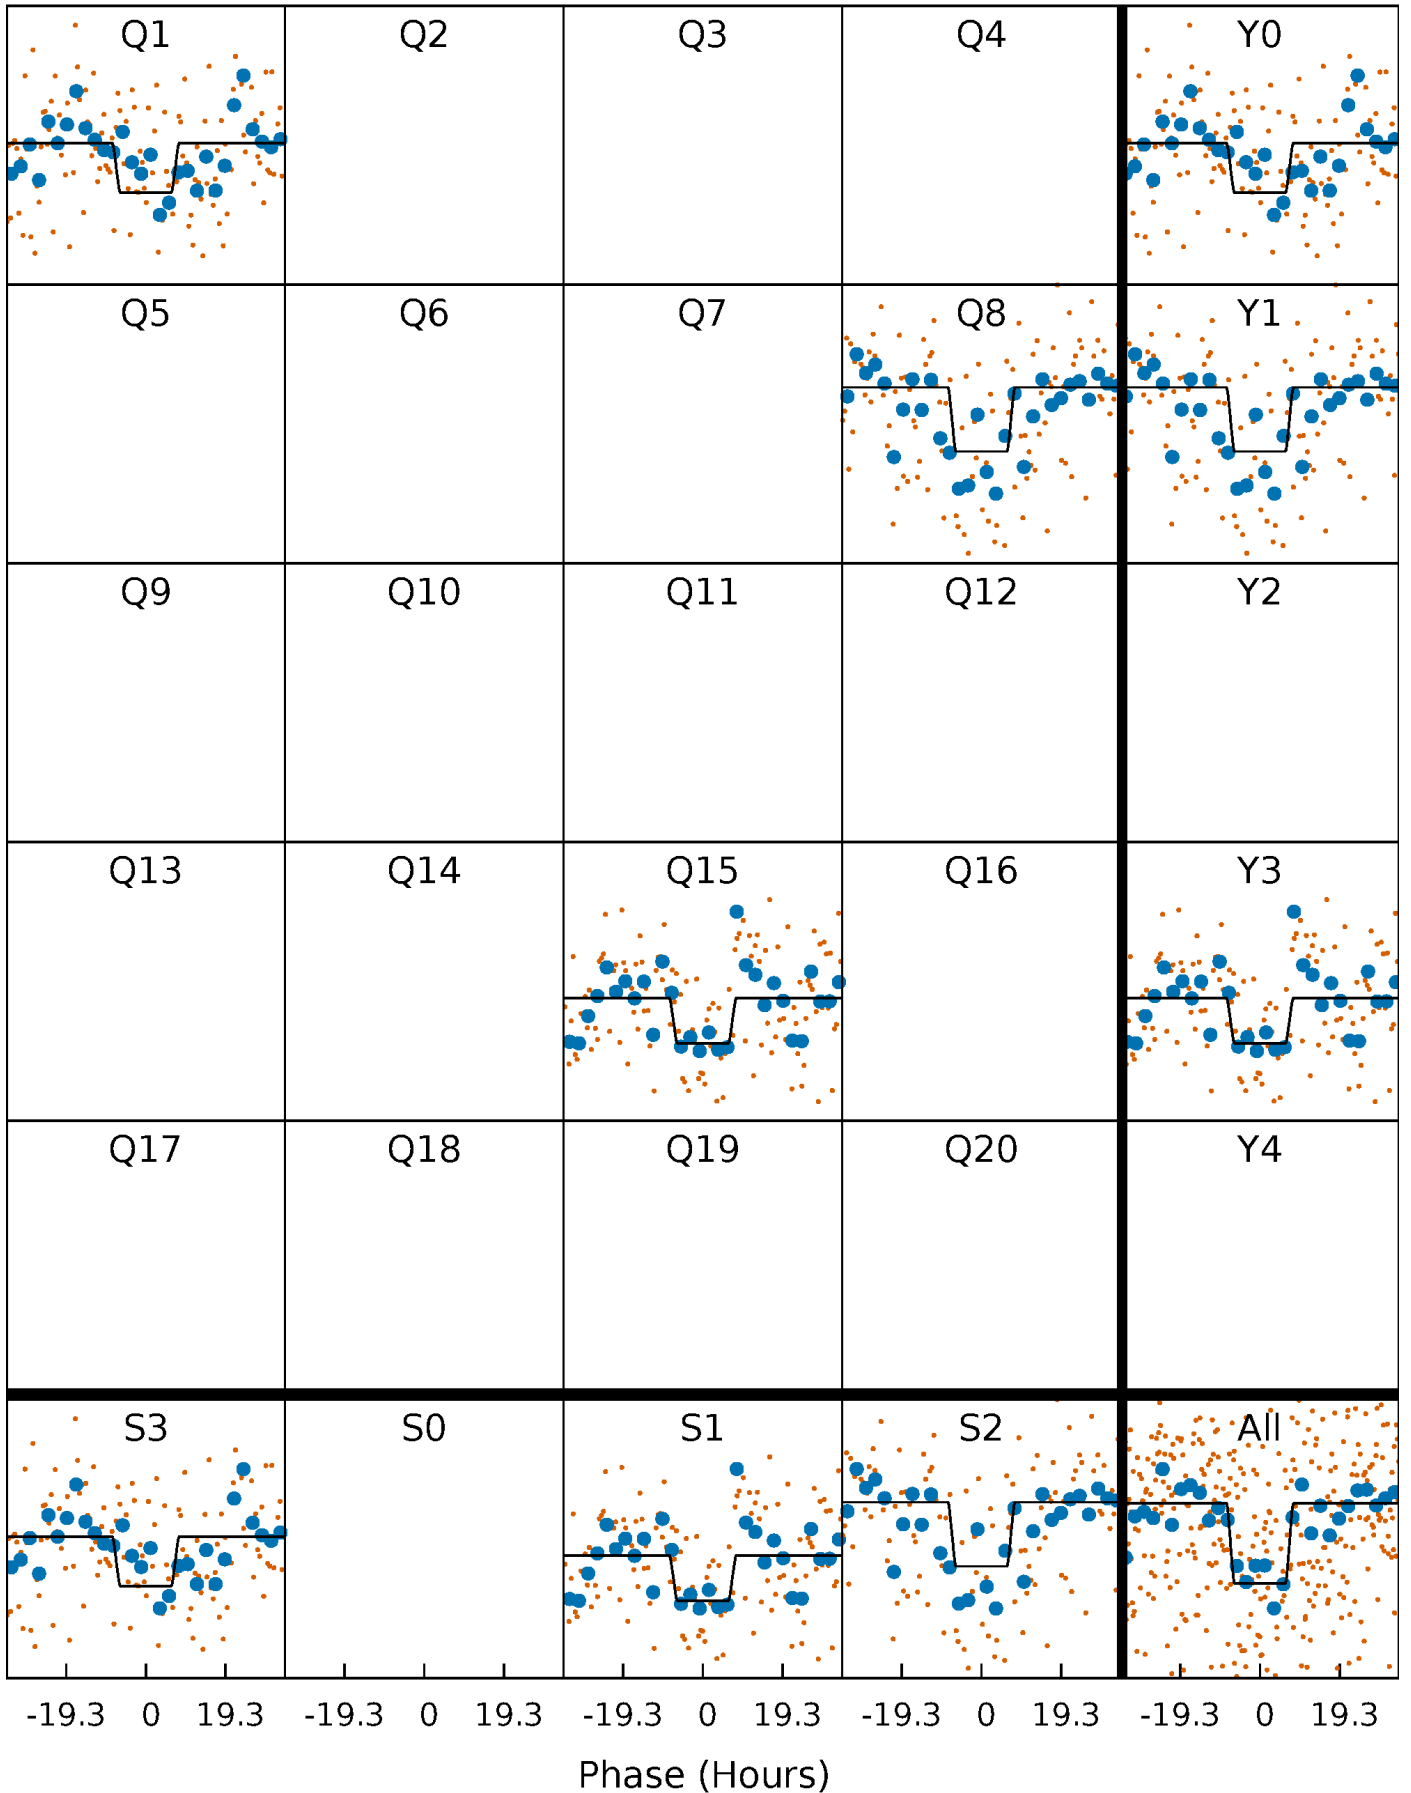 Q1 Q2 Q3 Q4 Y0
Q5 Q6 Q7 Q8 Y1
Q9 Q10 Q11 Q12 Y2
Q13 Q14 Q15 Q16 Y3
Q17 Q18 Q19 Q20 Y4
S3 S0 S1 S2 All
-19.3 0 19.3 -19.3 0 19.3 -19.3 0 19.3 -19.3 0 19.3 -19.3 0 19.3
Phase (Hours)